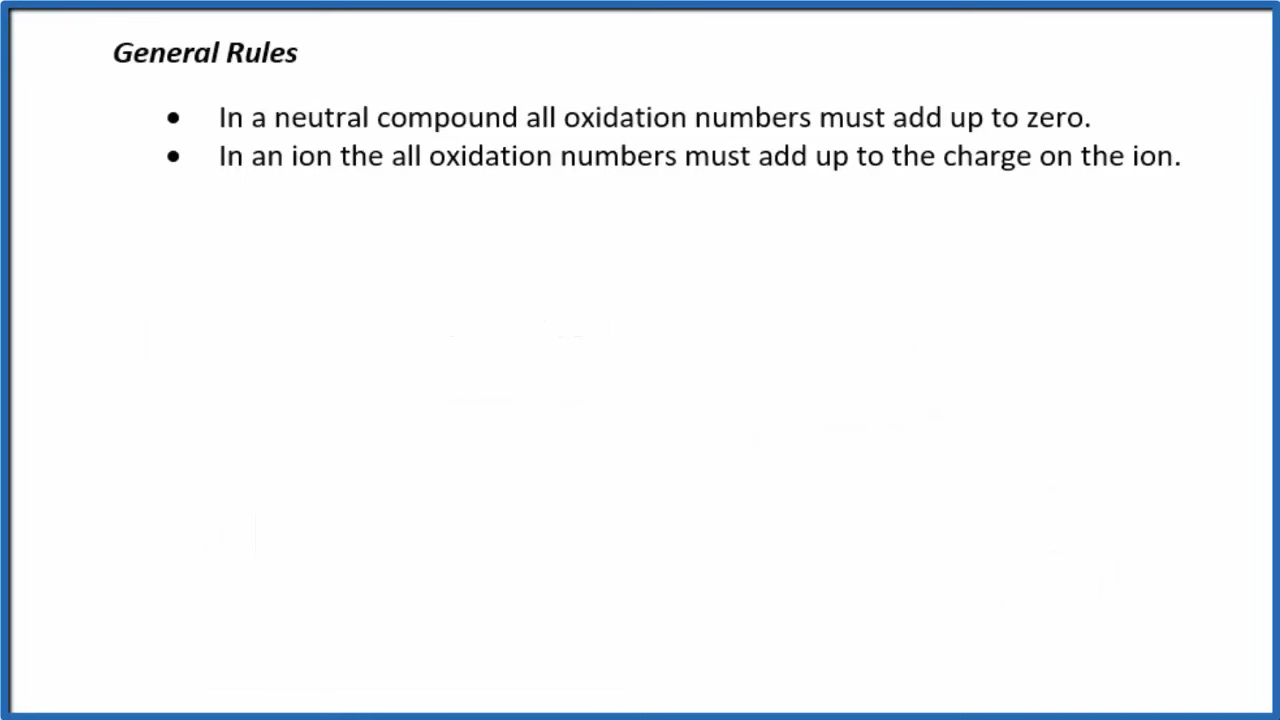 General Rules
• In a neutral compound all oxidation numbers must add up to zero.
• In an ion the all oxidation numbers must add up to the charge on the ion.